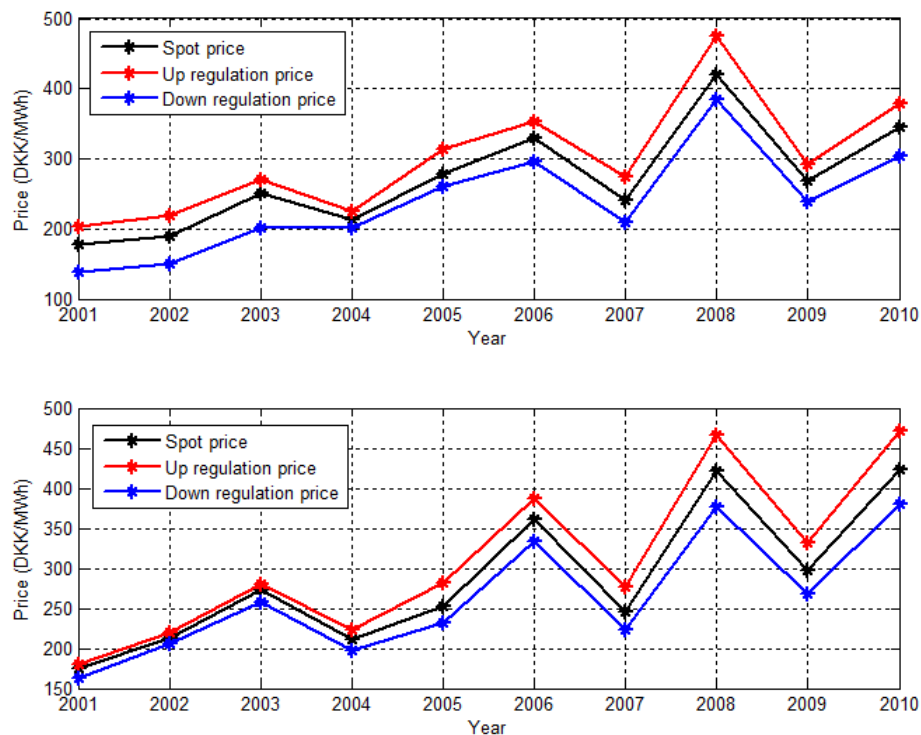 500
400
300
200
100
Price (DKK/MWh)
Spot price
Up regulation price
Down regulation price
2001 2002 2003 2004 2005 2006 2007 2008 2009 2010
Year
500
450
400
350
300
250
200
150
Price (DKK/MWh)
Spot price
Up regulation price
Down regulation price
2001 2002 2003 2004 2005 2006 2007 2008 2009 2010
Year